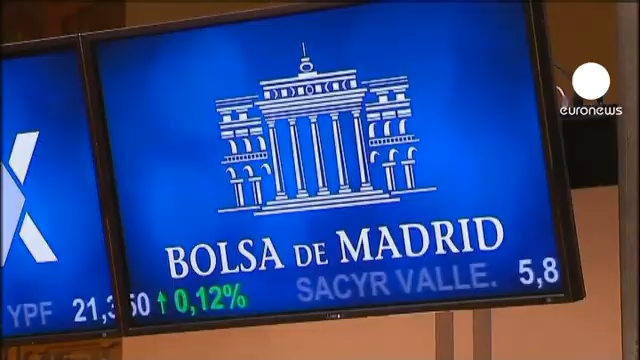 euronews
X
BOLSA DE MADRID
YPF 21,350 ↑ 0,12% SACYR VALLE. 5,8